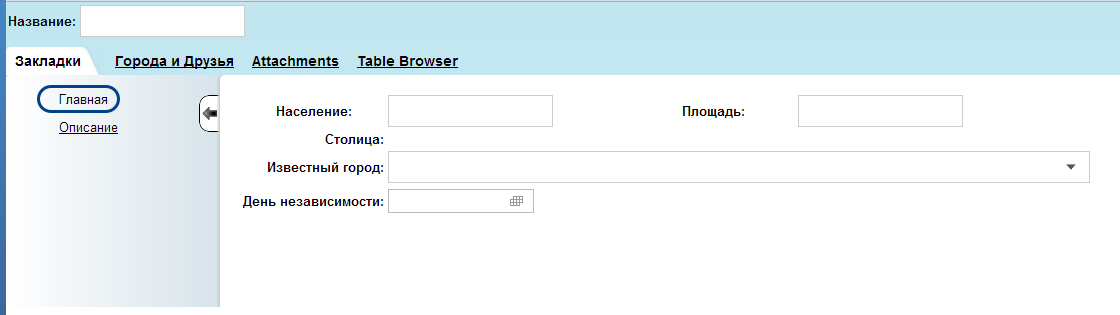 Название:
Закладки Города и Друзья Attachments Table Browser
Главная
Описание
Население: Площадь:
Столица:
Известный город:
День независимости: